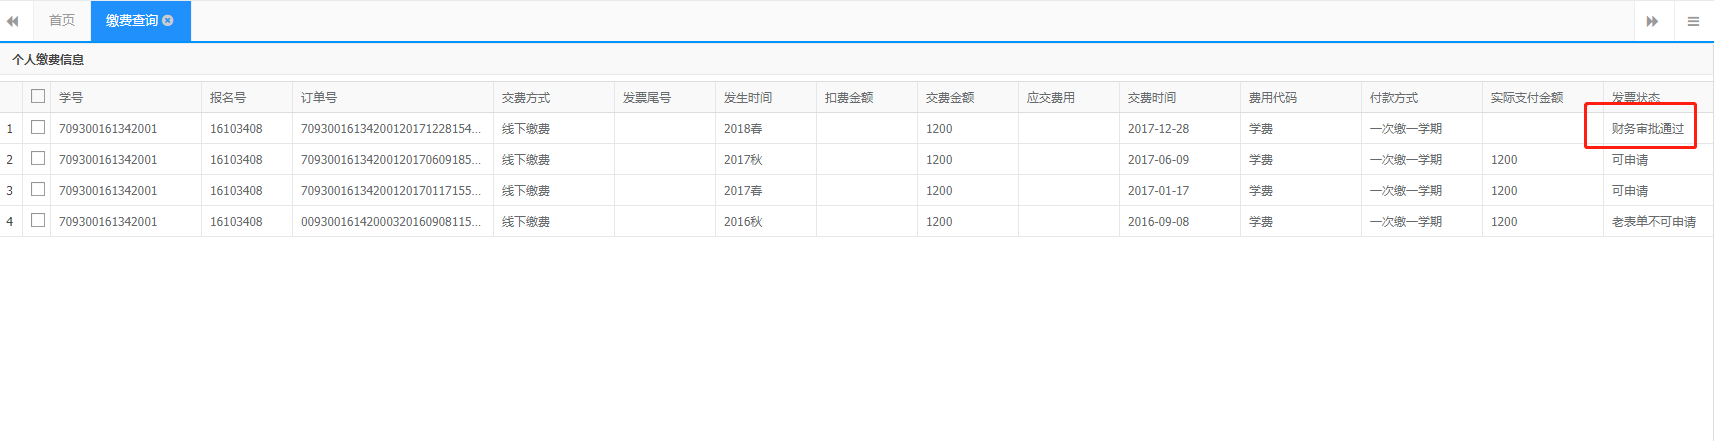 首页 缴费查询
个人缴费信息
学号 报名号 订单号 交费方式 发票尾号 发生时间 扣费金额 交费金额 应交费用 交费时间 费用代码 付款方式 实际支付金额 发票状态
1 709300161342001 16103408 70930016134200120171228154... 线下缴费 2018春 1200 2017-12-28 学费 一次缴一学期 财务审批通过
2 709300161342001 16103408 70930016134200120170609185... 线下缴费 2017秋 1200 2017-06-09 学费 一次缴一学期 1200 可申请
3 709300161342001 16103408 70930016134200120170117155... 线下缴费 2017春 1200 2017-01-17 学费 一次缴一学期 1200 可申请
4 709300161342001 16103408 00930016142000320160908115... 线下缴费 2016秋 1200 2016-09-08 学费 一次缴一学期 1200 老表单不可申请